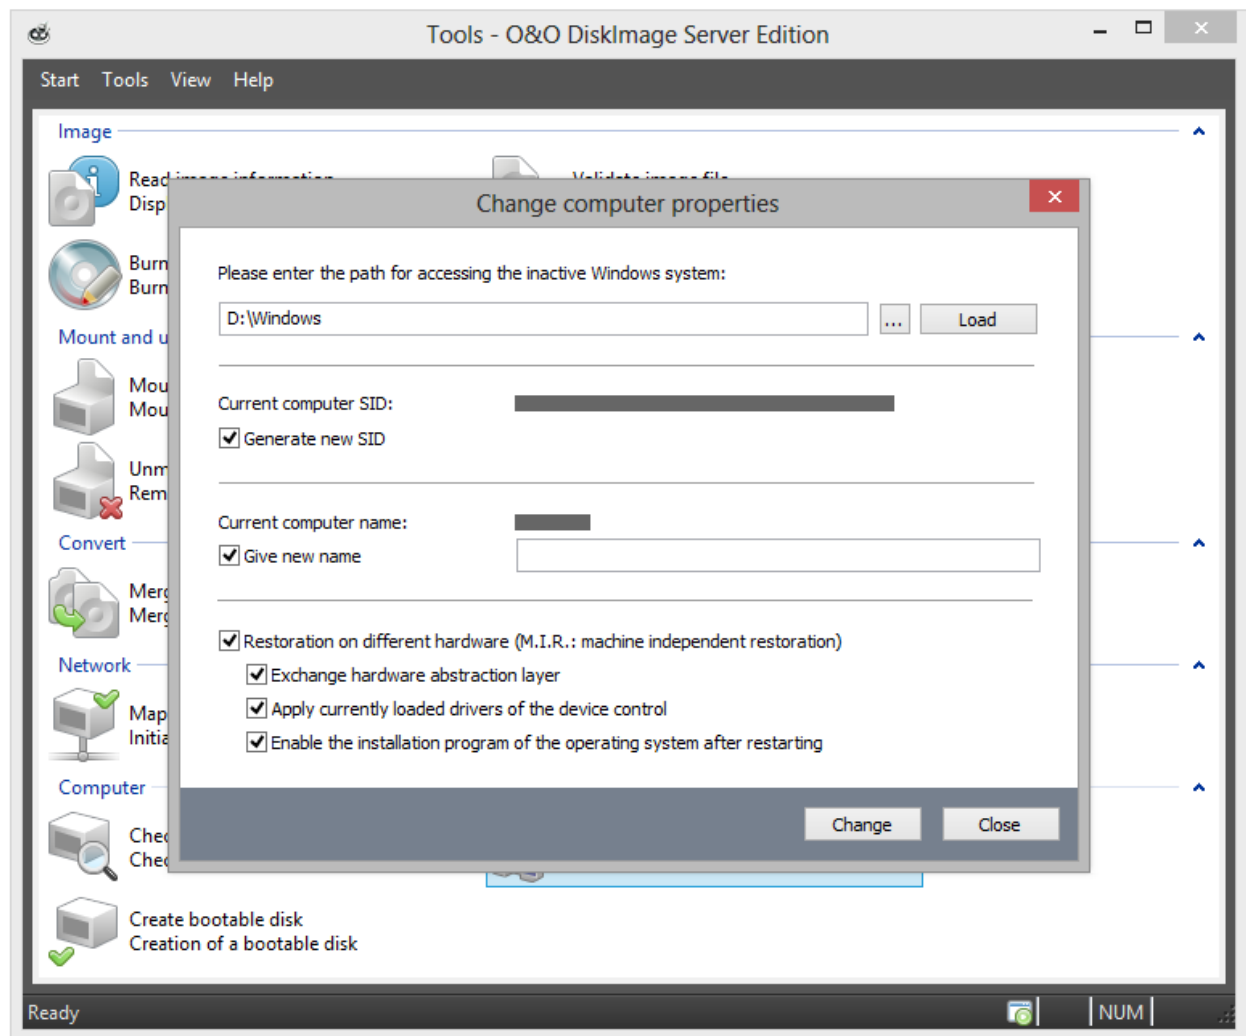 Tools - O&O DiskImage Server Edition
Start Tools View Help
Image
Read image information
Validate image file
Disp
Change computer properties
Burn
Burn
Please enter the path for accessing the inactive Windows system:
D:\Windows
...
Load
Mount and u
Mou
Mou
Current computer SID:
Generate new SID
Unm
Rem
Current computer name:
Give new name
Convert
Merg
Merg
Restoration on different hardware (M.I.R.: machine independent restoration)
Network
Exchange hardware abstraction layer
Map
Apply currently loaded drivers of the device control
Initia
Enable the installation program of the operating system after restarting
Computer
Change
Close
Chec
Chec
Create bootable disk
Creation of a bootable disk
Ready
NUM